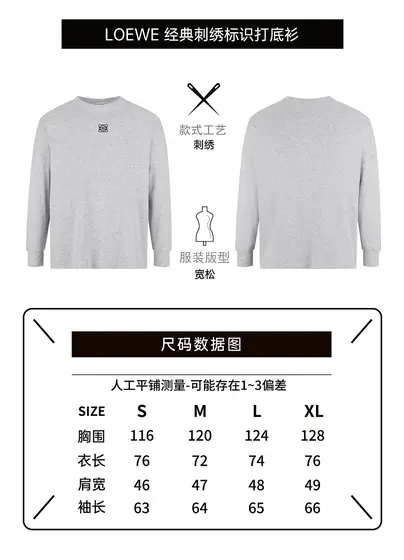 LOEWE 经典刺绣标识打底衫
款式工艺
刺绣
服装版型
宽松
尺码数据图
人工平铺测量-可能存在1~3偏差
SIZE S M L XL
胸围 116 120 124 128
衣长 76 72 74 76
肩宽 46 47 48 49
袖长 63 64 65 66